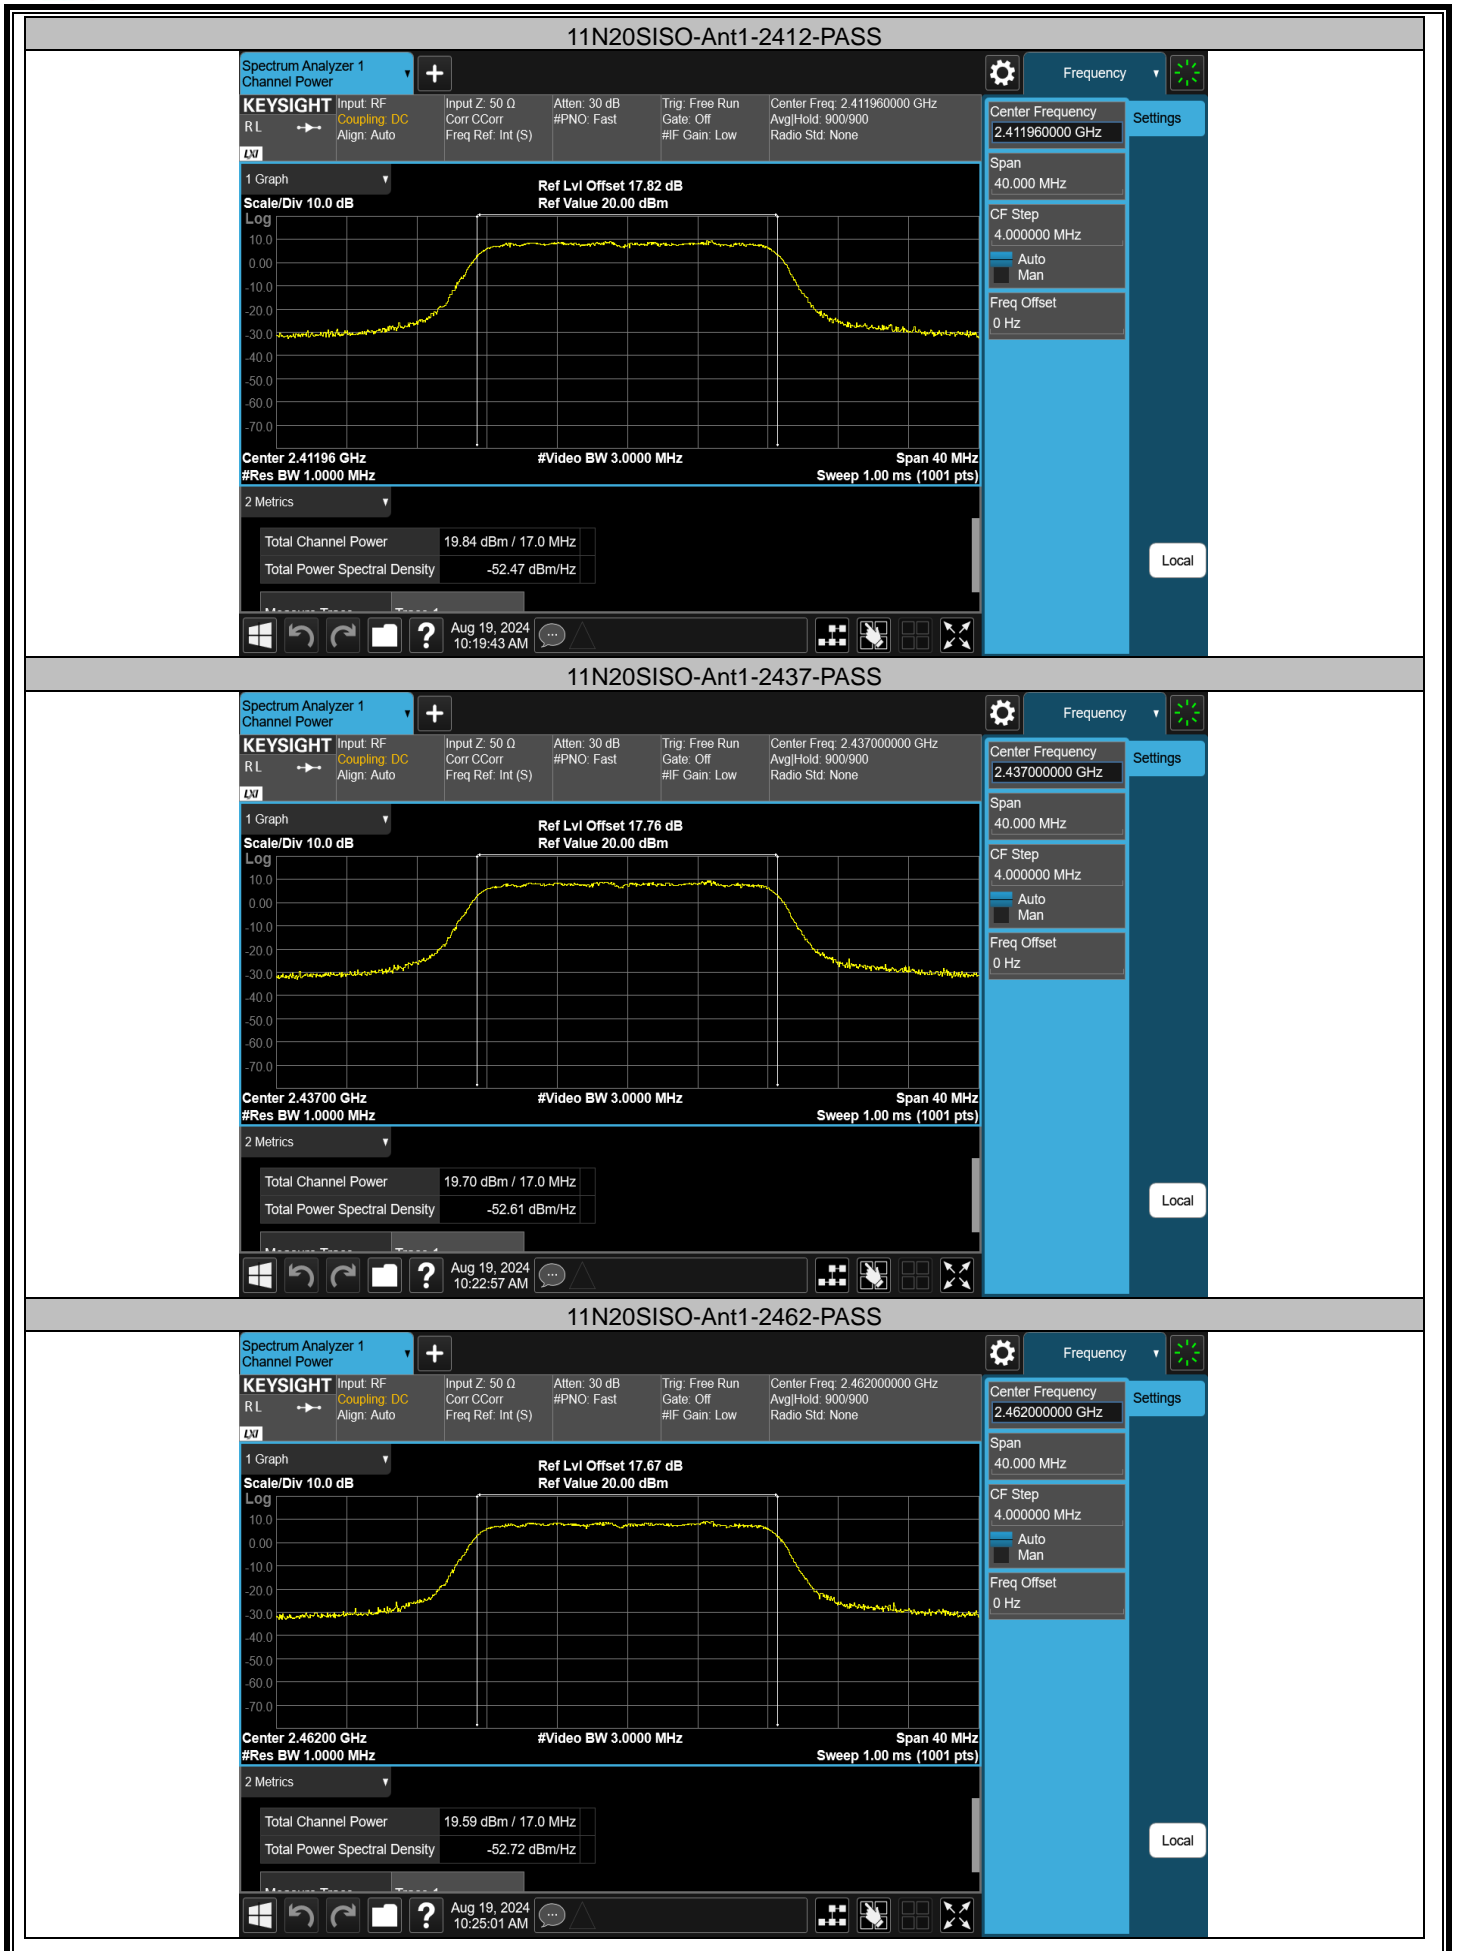 11N20SISO-Ant1-2412-PASS
Spectrum Analyzer 1
Channel Power
Frequency
KEYSIGHT
RL
LXI
Input: RF
Coupling: DC
Align: Auto
Input Z: 50 Ω
Corr CCorr
Freq Ref: Int (S)
Atten: 30 dB
#PNO: Fast
Trig: Free Run
Gate: Off
#IF Gain: Low
Center Freq: 2.411960000 GHz
Avg|Hold: 900/900
Radio Std: None
Center Frequency
2.411960000 GHz
Settings
Span
40.000 MHz
CF Step
4.000000 MHz
Auto
Man
Freq Offset
0 Hz
Local
1 Graph
Scale/Div 10.0 dB
Ref Lvl Offset 17.82 dB
Ref Value 20.00 dBm
Log
10.0
0.00
-10.0
-20.0
-30.0
-40.0
-50.0
-60.0
-70.0
Center 2.41196 GHz
#Video BW 3.0000 MHz
Span 40 MHz
#Res BW 1.0000 MHz
Sweep 1.00 ms (1001 pts)
2 Metrics
Total Channel Power 19.84 dBm / 17.0 MHz
Total Power Spectral Density -52.47 dBm/Hz
?
Aug 19, 2024
10:19:43 AM
11N20SISO-Ant1-2437-PASS
Spectrum Analyzer 1
Channel Power
Frequency
KEYSIGHT
RL
LXI
Input: RF
Coupling: DC
Align: Auto
Input Z: 50 Ω
Corr CCorr
Freq Ref: Int (S)
Atten: 30 dB
#PNO: Fast
Trig: Free Run
Gate: Off
#IF Gain: Low
Center Freq: 2.437000000 GHz
Avg|Hold: 900/900
Radio Std: None
Center Frequency
2.437000000 GHz
Settings
Span
40.000 MHz
CF Step
4.000000 MHz
Auto
Man
Freq Offset
0 Hz
Local
1 Graph
Scale/Div 10.0 dB
Ref Lvl Offset 17.76 dB
Ref Value 20.00 dBm
Log
10.0
0.00
-10.0
-20.0
-30.0
-40.0
-50.0
-60.0
-70.0
Center 2.43700 GHz
#Video BW 3.0000 MHz
Span 40 MHz
#Res BW 1.0000 MHz
Sweep 1.00 ms (1001 pts)
2 Metrics
Total Channel Power 19.70 dBm / 17.0 MHz
Total Power Spectral Density -52.61 dBm/Hz
?
Aug 19, 2024
10:22:57 AM
11N20SISO-Ant1-2462-PASS
Spectrum Analyzer 1
Channel Power
Frequency
KEYSIGHT
RL
LXI
Input: RF
Coupling: DC
Align: Auto
Input Z: 50 Ω
Corr CCorr
Freq Ref: Int (S)
Atten: 30 dB
#PNO: Fast
Trig: Free Run
Gate: Off
#IF Gain: Low
Center Freq: 2.462000000 GHz
Avg|Hold: 900/900
Radio Std: None
Center Frequency
2.462000000 GHz
Settings
Span
40.000 MHz
CF Step
4.000000 MHz
Auto
Man
Freq Offset
0 Hz
Local
1 Graph
Scale/Div 10.0 dB
Ref Lvl Offset 17.67 dB
Ref Value 20.00 dBm
Log
10.0
0.00
-10.0
-20.0
-30.0
-40.0
-50.0
-60.0
-70.0
Center 2.46200 GHz
#Video BW 3.0000 MHz
Span 40 MHz
#Res BW 1.0000 MHz
Sweep 1.00 ms (1001 pts)
2 Metrics
Total Channel Power 19.59 dBm / 17.0 MHz
Total Power Spectral Density -52.72 dBm/Hz
?
Aug 19, 2024
10:25:01 AM